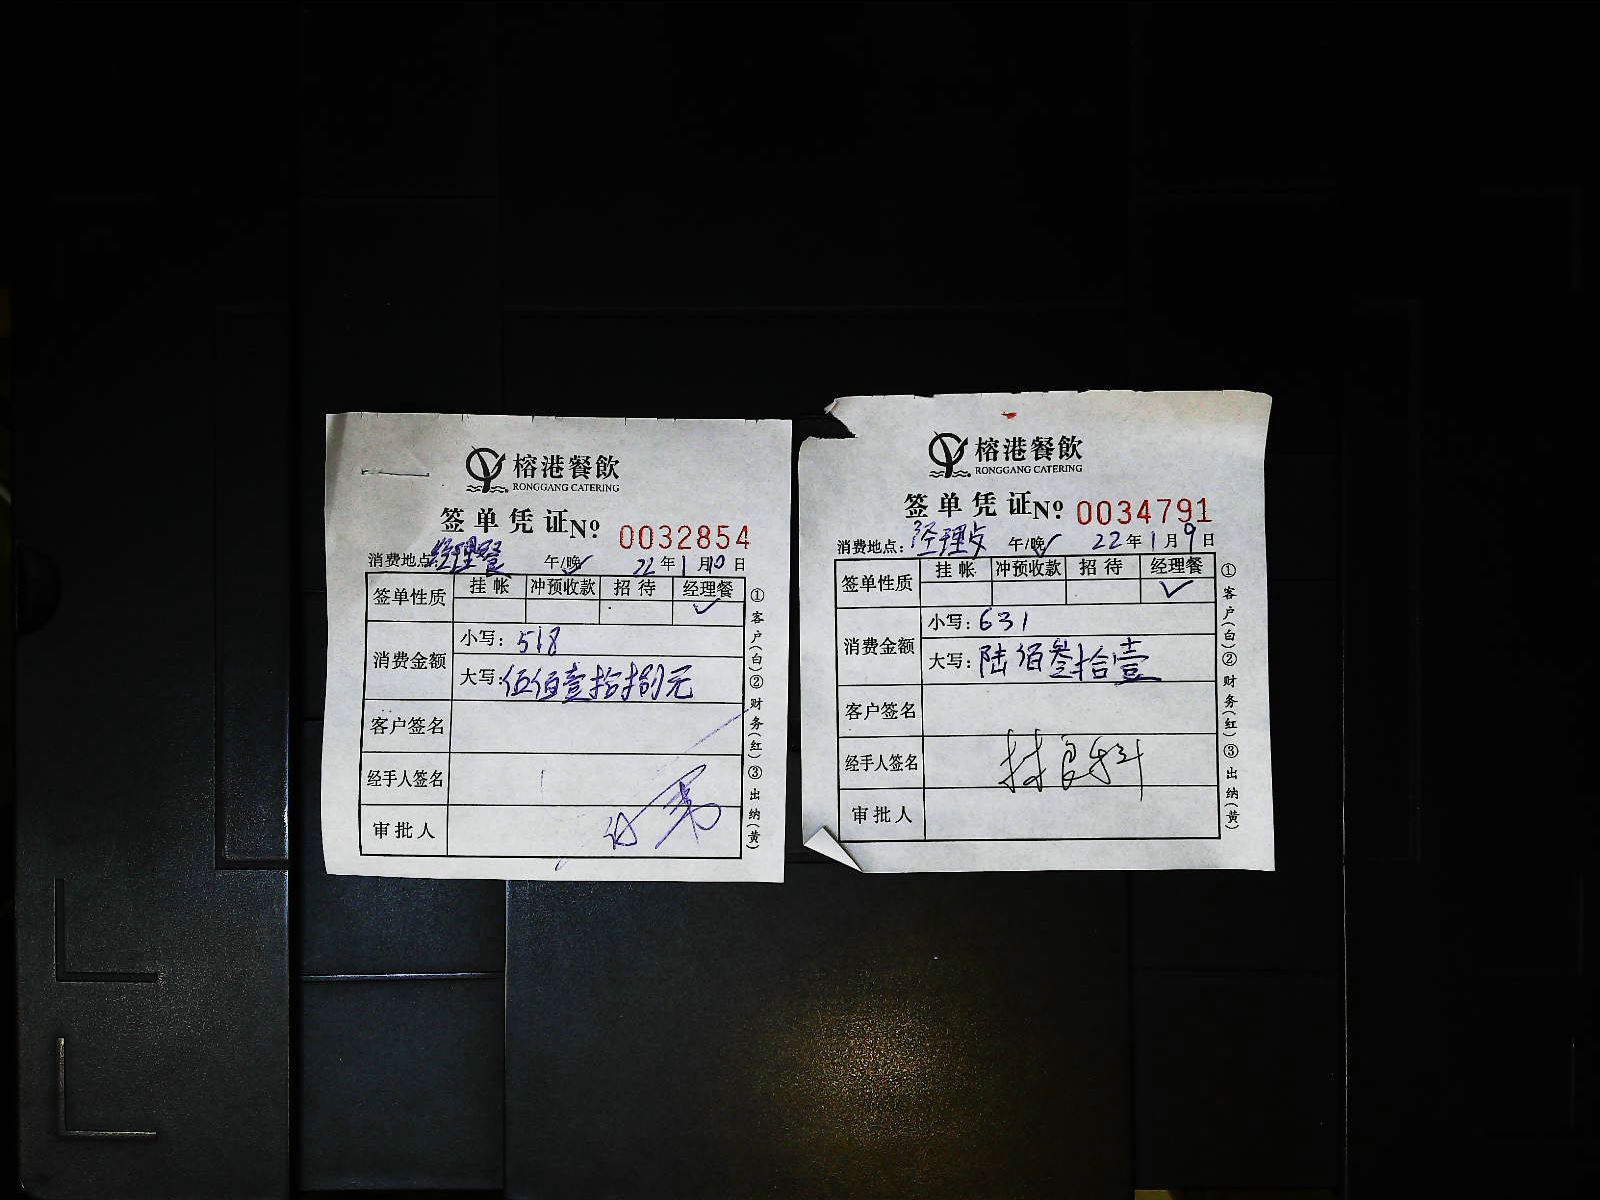 榕港餐飲
RONGGANG CATERING
签单凭证 № 0032854
消费地点: 经理餐 午/晚✓ 22年1月10日
签单性质 挂帐 冲预收款 招待 经理餐
✓
消费金额 小写: 518
大写: 伍佰壹拾捌元
客户签名
经手人签名
审批人
①客户(白)②财务(红)③出纳(黄)
榕港餐飲
RONGGANG CATERING
签单凭证 № 0034791
消费地点: 经理 午/晚✓ 22年1月9日
签单性质 挂帐 冲预收款 招待 经理餐
✓
消费金额 小写: 631
大写: 陆佰叁拾壹
客户签名
经手人签名
审批人
①客户(白)②财务(红)③出纳(黄)